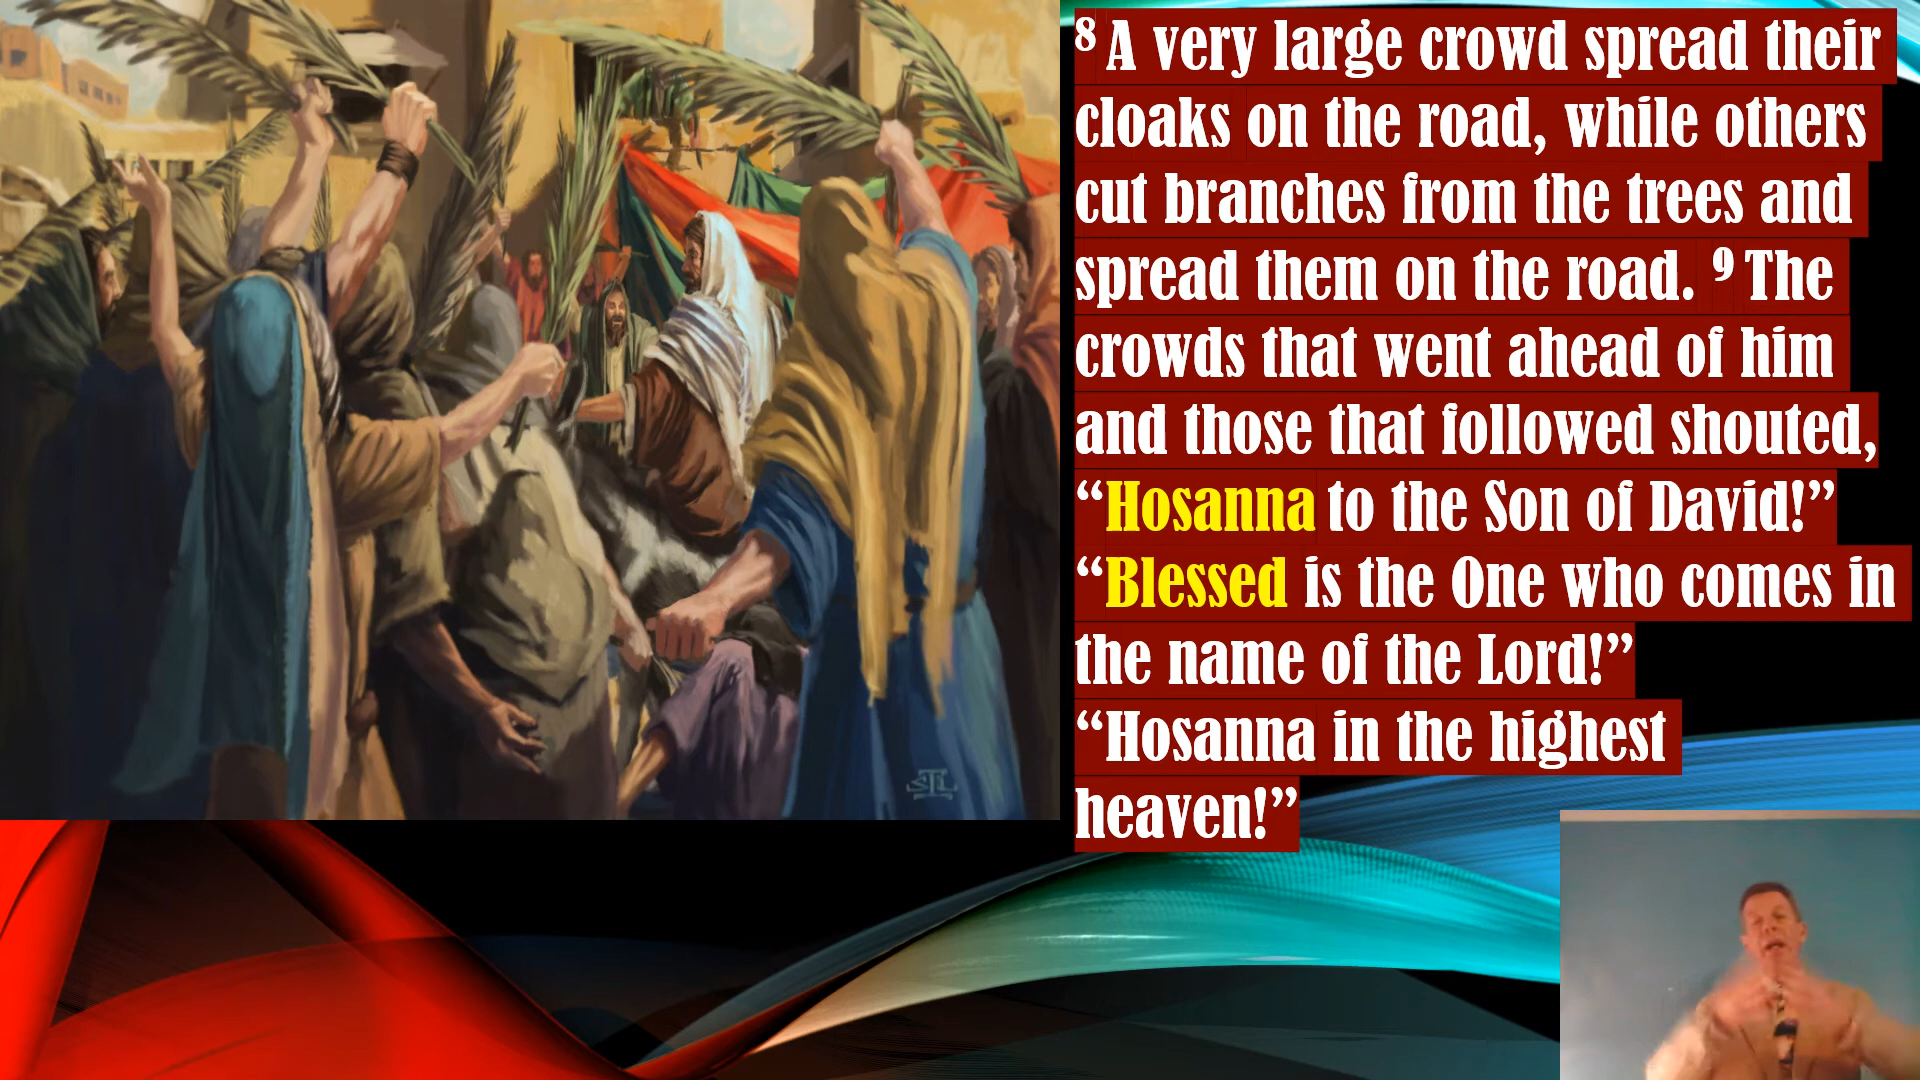 8 A very large crowd spread their
cloaks on the road, while others
cut branches from the trees and
spread them on the road. 9 The
crowds that went ahead of him
and those that followed shouted,
“Hosanna to the Son of David!”
“Blessed is the One who comes in
the name of the Lord!”
“Hosanna in the highest
heaven!”